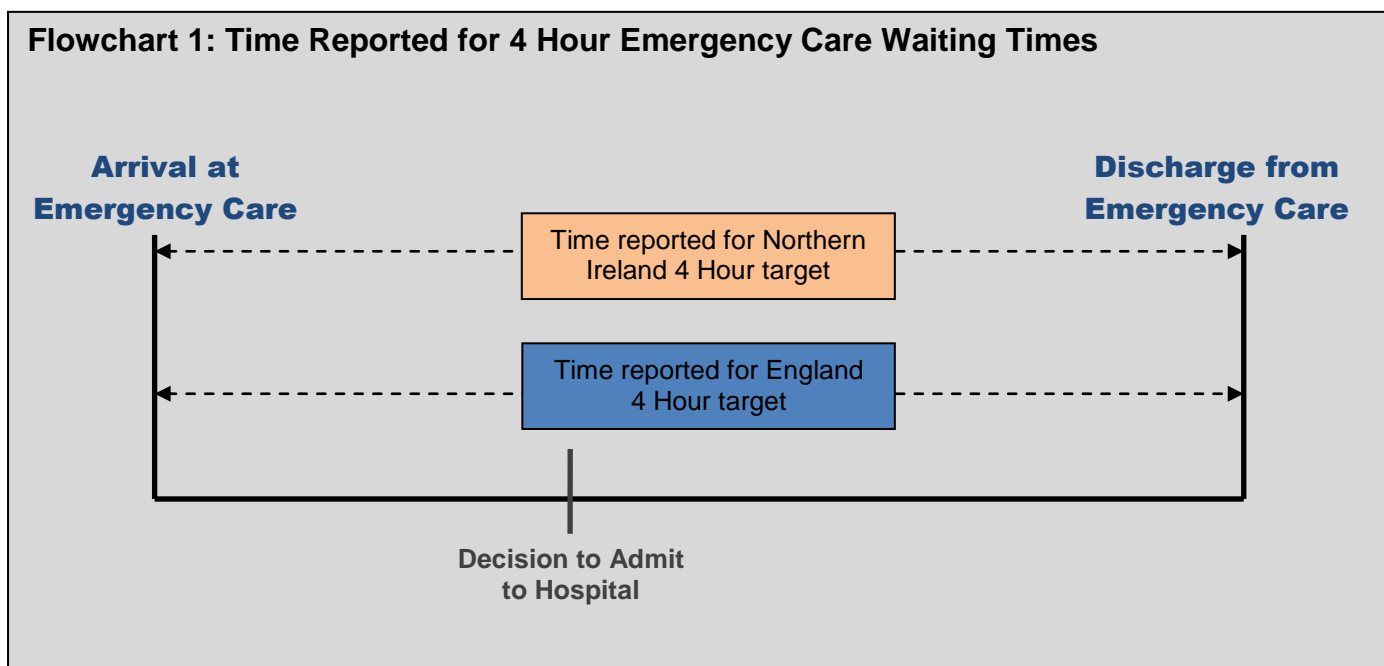 Flowchart 1: Time Reported for 4 Hour Emergency Care Waiting Times
Arrival at
Emergency Care
Discharge from
Emergency Care
Time reported for Northern
Ireland 4 Hour target
Time reported for England
4 Hour target
Decision to Admit
to Hospital